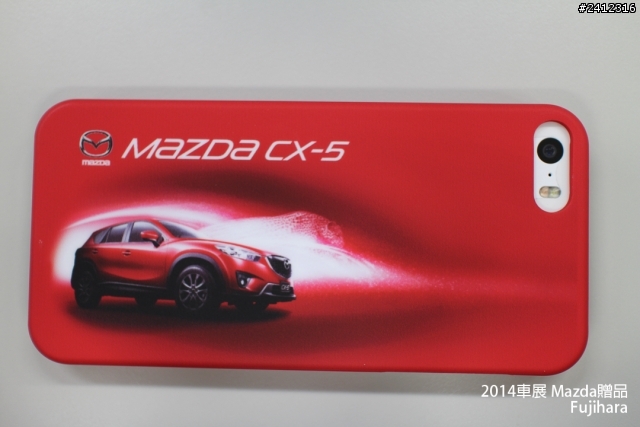 #2412316
mazda
mazda CX-5
2014車展 Mazda贈品
Fujihara